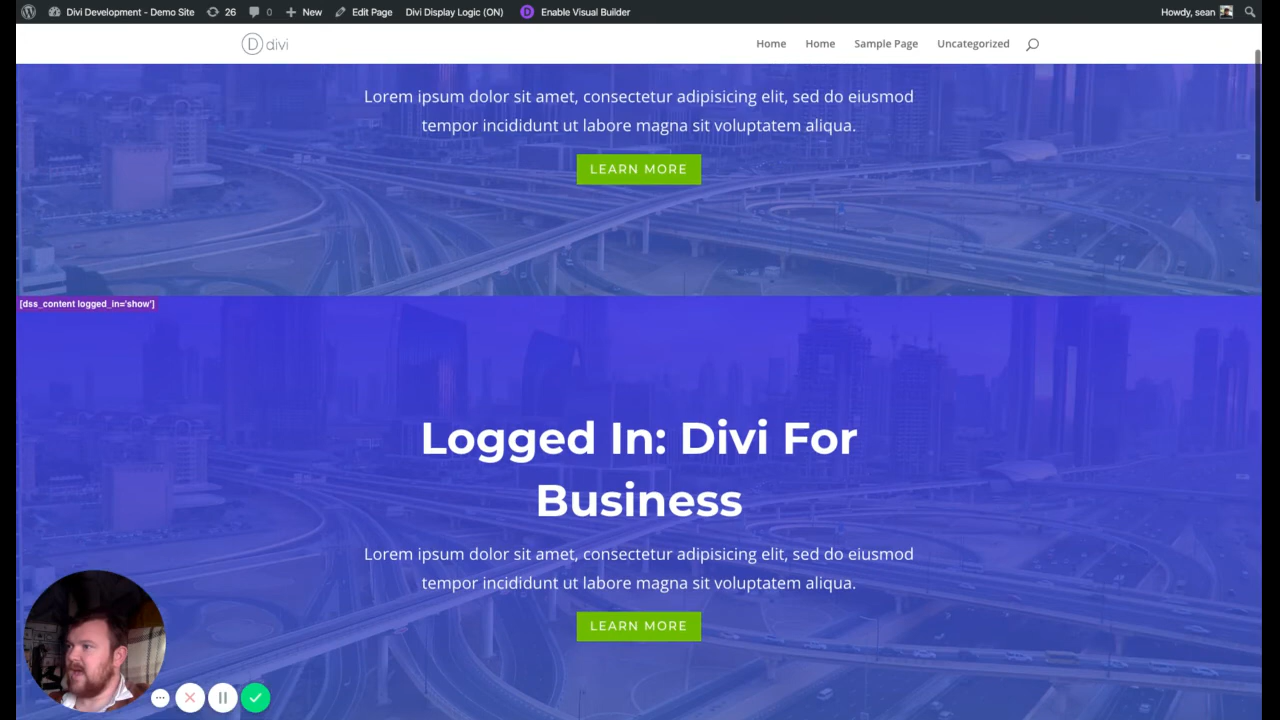 Divi Development - Demo Site 26 0 New Edit Page Divi Display Logic (ON) D Enable Visual Builder Howdy, sean
D divi Home Home Sample Page Uncategorized
Lorem ipsum dolor sit amet, consectetur adipisicing elit, sed do eiusmod
tempor incididunt ut labore magna sit voluptatem aliqua.
LEARN MORE
[dss_content logged_in='show']
Logged In: Divi For
Business
Lorem ipsum dolor sit amet, consectetur adipisicing elit, sed do eiusmod
tempor incididunt ut labore magna sit voluptatem aliqua.
LEARN MORE